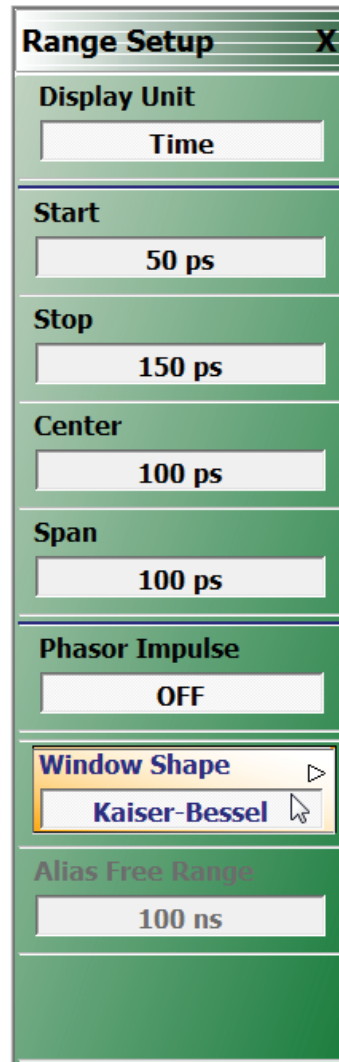 Range Setup X
Display Unit
Time
Start
50 ps
Stop
150 ps
Center
100 ps
Span
100 ps
Phasor Impulse
OFF
Window Shape
Kaiser-Bessel
Alias Free Range
100 ns